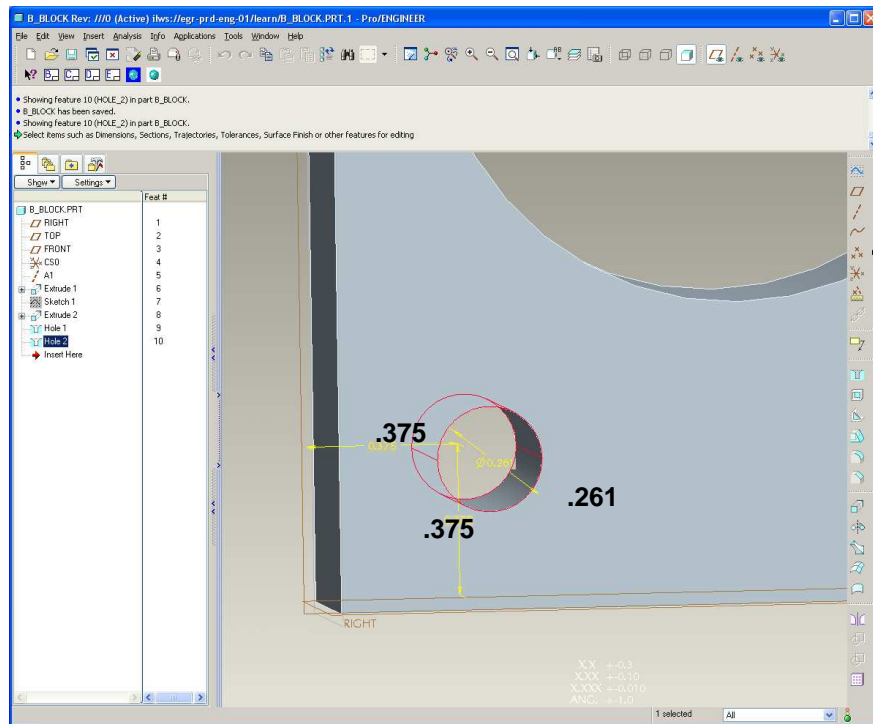 B_BLOCK Rev: ///0 (Active) ilws://egr-prd-eng-01/learn/B_BLOCK.PRT.1 - Pro/ENGINEER
File Edit View Insert Analysis Info Applications Tools Window Help
• Showing feature 10 (HOLE_2) in part B_BLOCK.
• B_BLOCK has been saved.
• Showing feature 10 (HOLE_2) in part B_BLOCK.
Select items such as Dimensions, Sections, Trajectories, Tolerances, Surface Finish or other features for editing
Show Settings
Feat #
B_BLOCK.PRT
RIGHT 1
TOP 2
FRONT 3
CS0 4
A1 5
Extrude 1 6
Sketch 1 7
Extrude 2 8
Hole 1 9
Hole 2 10
Insert Here
.375
0.375
Ø0.261
.261
.375
RIGHT
X.X +-0.3
X.XX +-0.10
X.XXX +-0.010
ANG. +-1.0
1 selected All